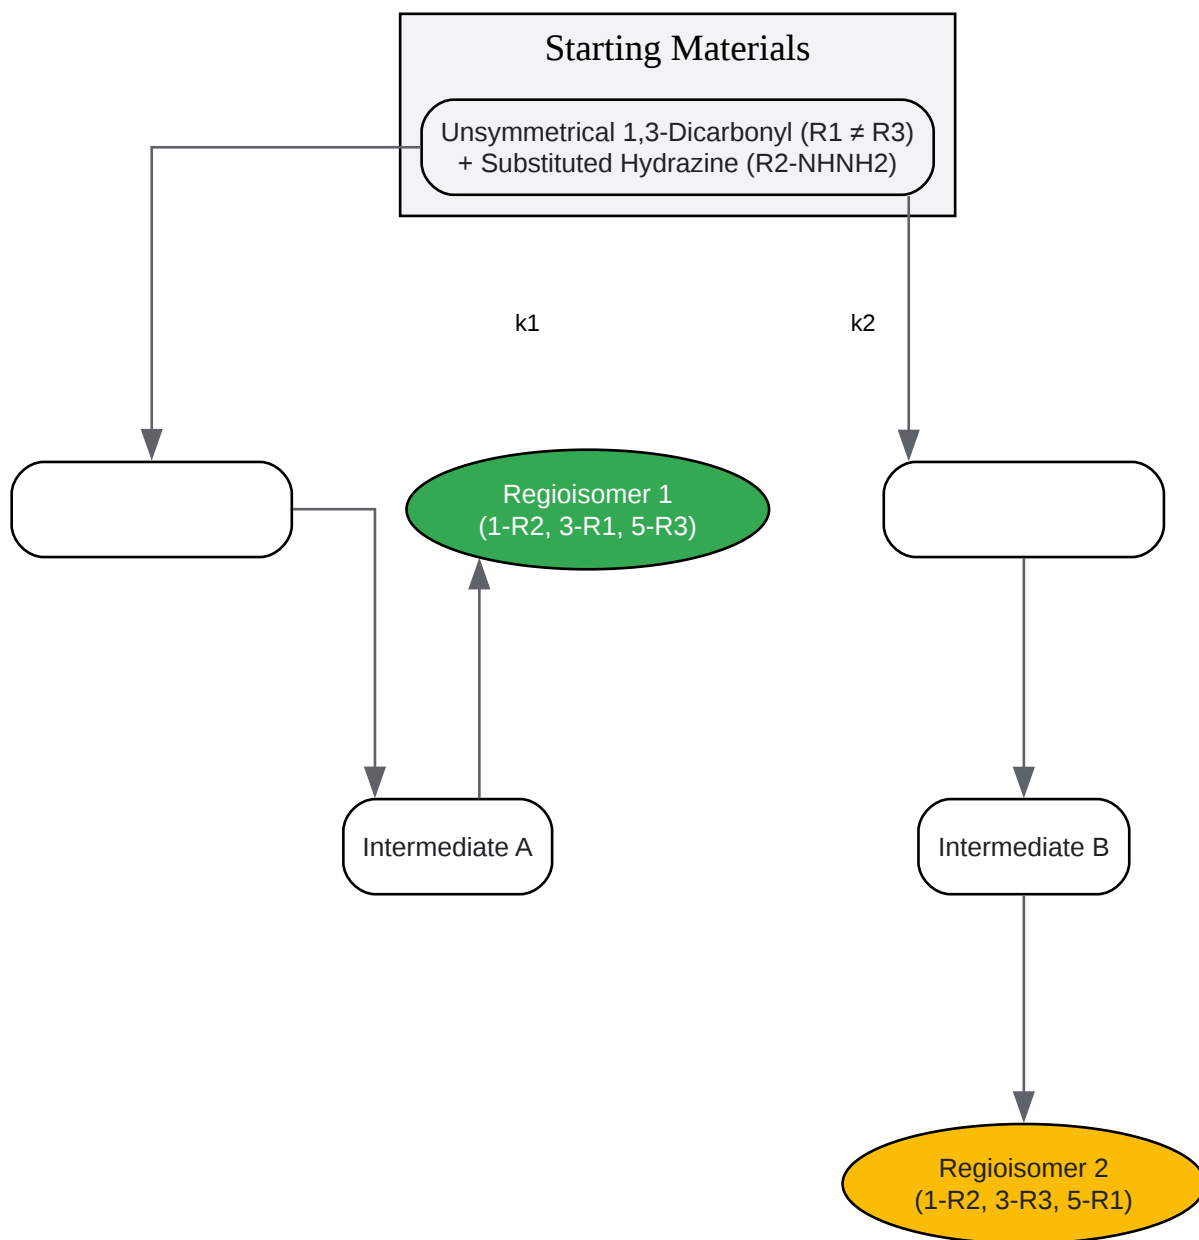 Starting Materials
Unsymmetrical 1,3-Dicarbonyl (R1 ≠ R3)
+ Substituted Hydrazine (R2-NHNH2)
k1
k2
Regioisomer 1
(1-R2, 3-R1, 5-R3)
Intermediate A
Intermediate B
Regioisomer 2
(1-R2, 3-R3, 5-R1)